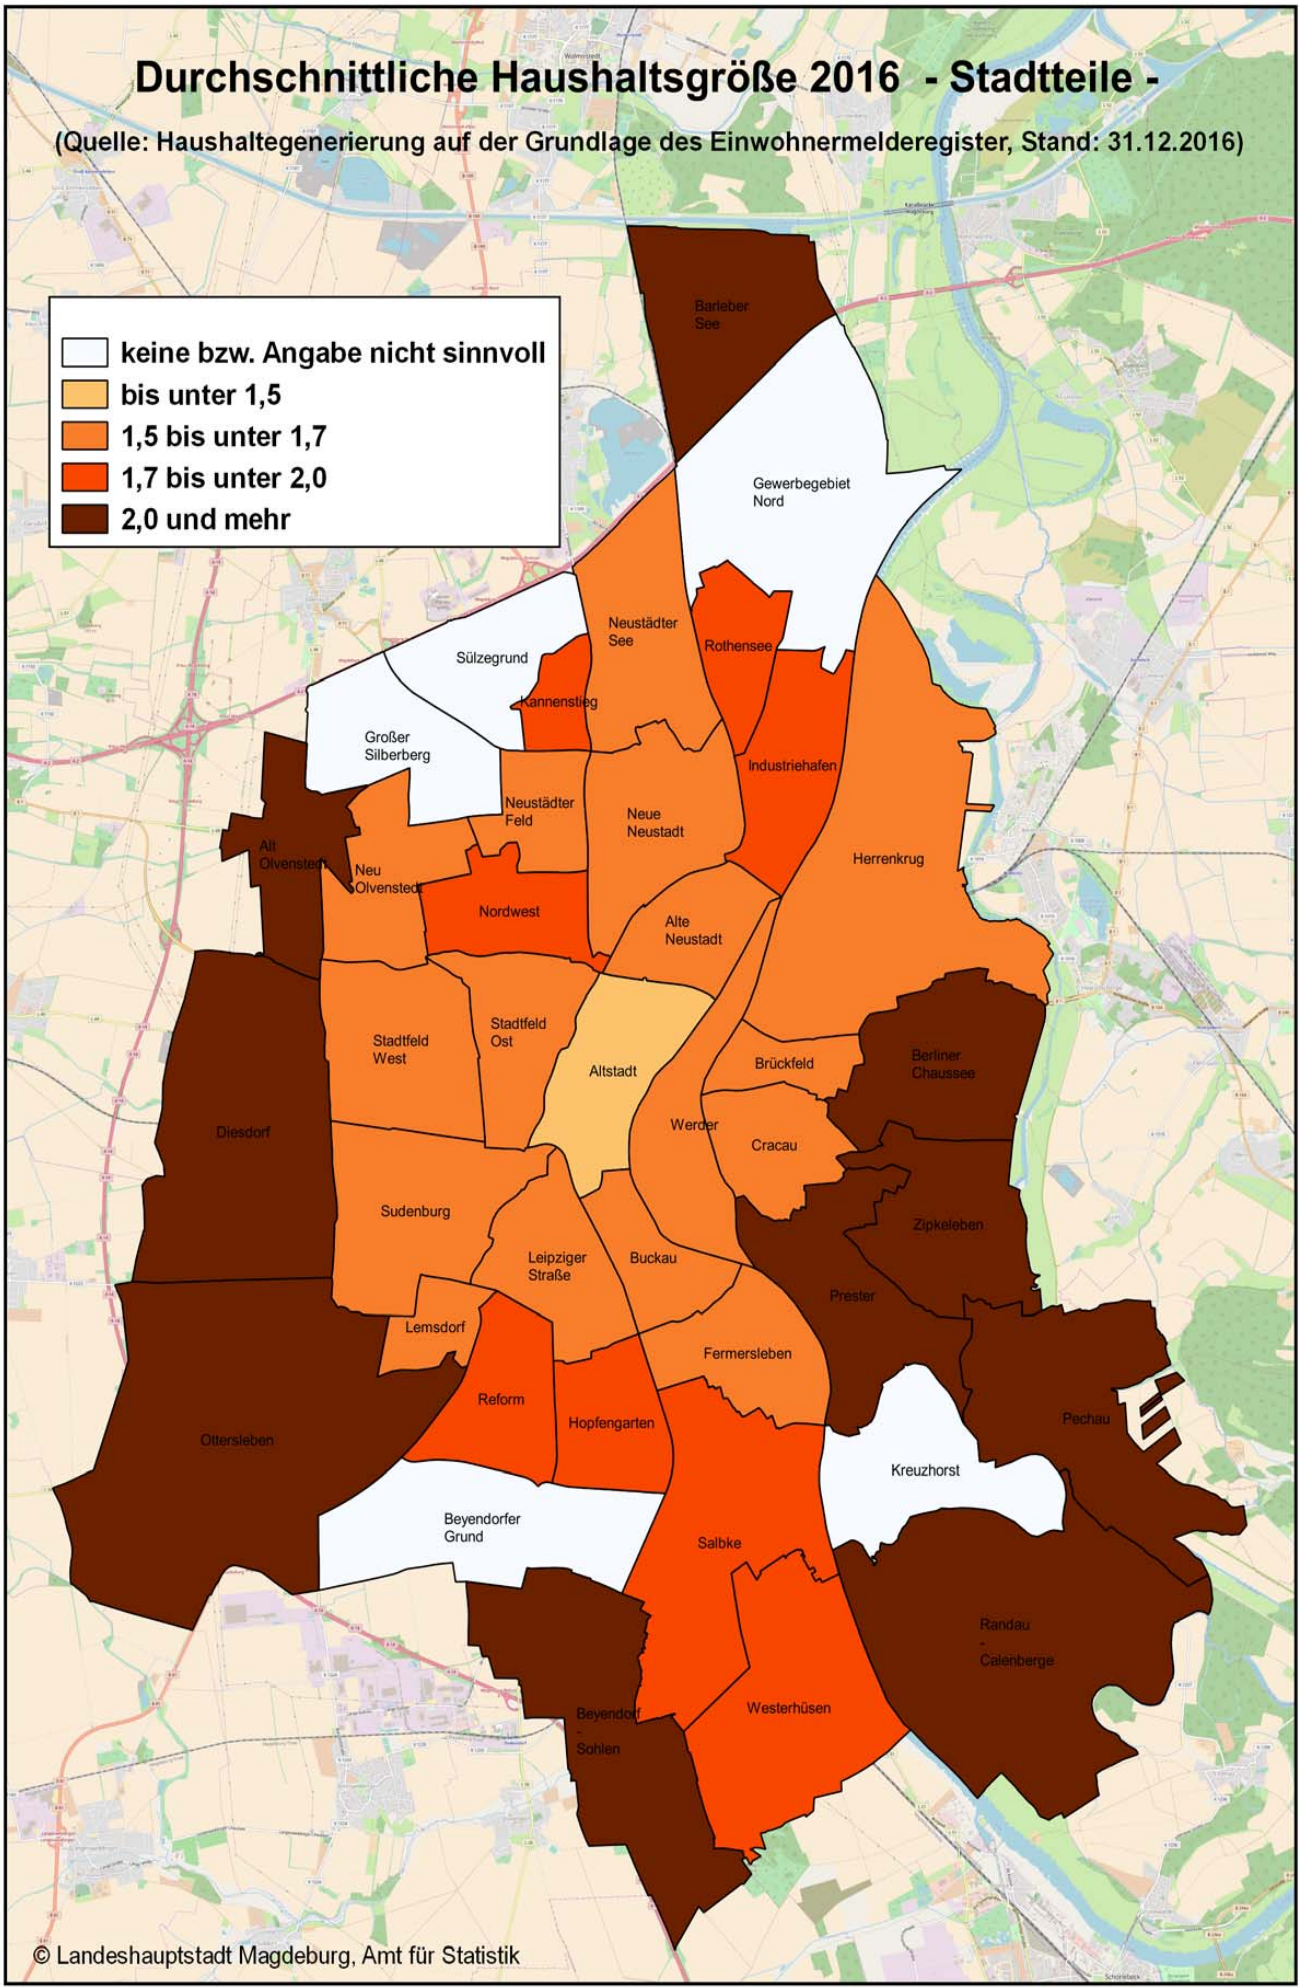 Durchschnittliche Haushaltsgröße 2016 - Stadtteile -
(Quelle: Haushaltegenerierung auf der Grundlage des Einwohnermelderegister, Stand: 31.12.2016)
keine bzw. Angabe nicht sinnvoll
bis unter 1,5
1,5 bis unter 1,7
1,7 bis unter 2,0
2,0 und mehr
Barleber
See
Gewerbegebiet
Nord
Neustädter
See
Rothensee
Sülzegrund
Kannenstieg
Großer
Silberberg
Industriehafen
Neustädter
Feld
Neue
Neustadt
Alt
Olvenstedt
Neu
Olvenstedt
Herrenkrug
Nordwest
Alte
Neustadt
Stadtfeld
West
Stadtfeld
Ost
Altstadt
Brückfeld
Berliner
Chaussee
Diesdorf
Werder
Cracau
Sudenburg
Zipkeleben
Leipziger
Straße
Buckau
Prester
Lemsdorf
Fermersleben
Reform
Hopfengarten
Pechau
Ottersleben
Kreuzhorst
Beyendorfer
Grund
Salbke
Randau
-
Calenberge
Westerhüsen
Beyendorf
-
Sohlen
© Landeshauptstadt Magdeburg, Amt für Statistik